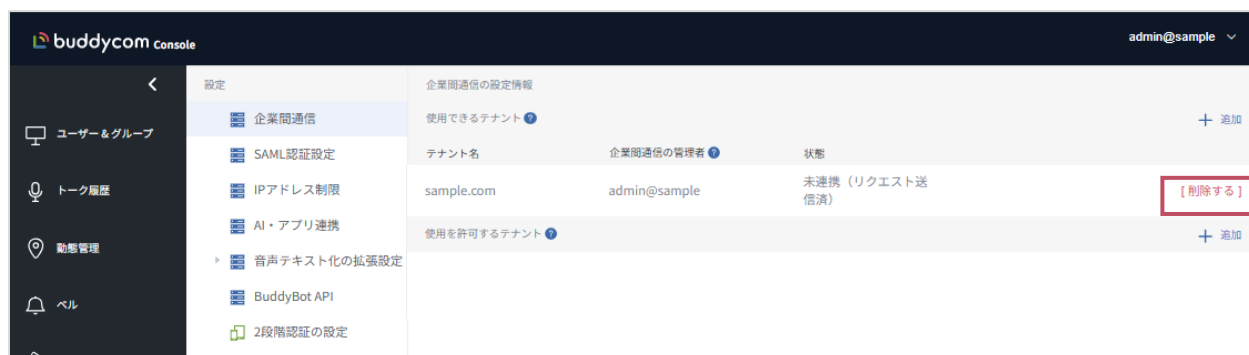 buddycom Console
admin@sample
設定
企業間通信の設定情報
ユーザー&グループ
トーク履歴
動態管理
ベル
企業間通信
SAML認証設定
IPアドレス制限
AI・アプリ連携
音声テキスト化の拡張設定
BuddyBot API
2段階認証の設定
使用できるテナント ?
+ 追加
テナント名 企業間通信の管理者 ? 状態
sample.com admin@sample 未連携（リクエスト送
信済）
[ 削除する ]
使用を許可するテナント ?
+ 追加